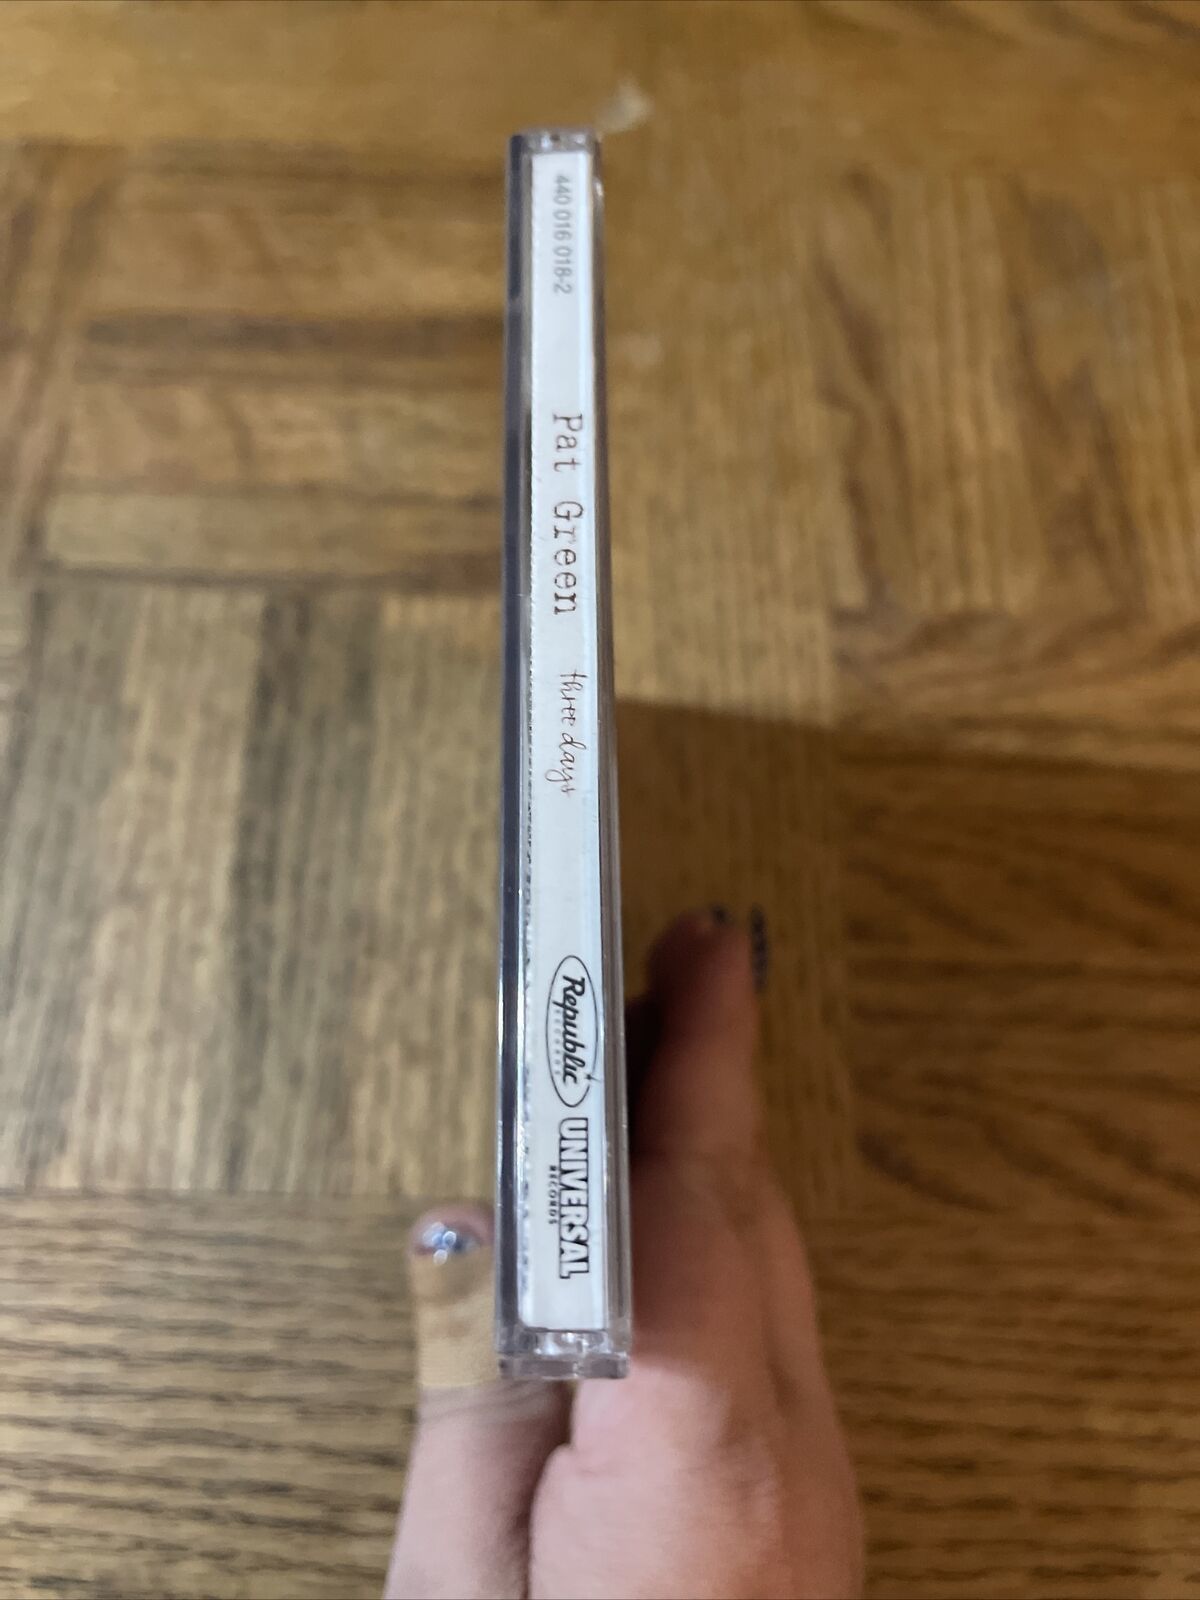 440 016 018-2
Pat Green
three days
Republic
RECORDS
UNIVERSAL
RECORDS